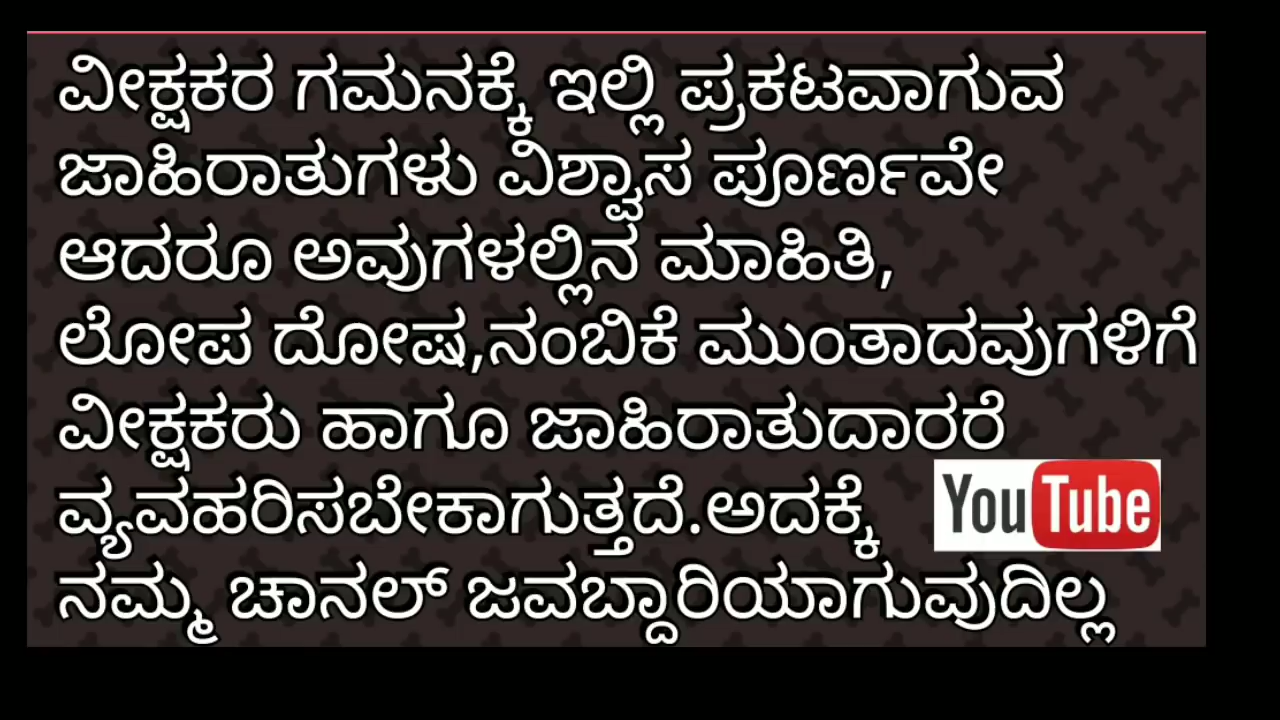 ವೀಕ್ಷಕರ ಗಮನಕ್ಕೆ ಇಲ್ಲಿ ಪ್ರಕಟವಾಗುವ
ಜಾಹಿರಾತುಗಳು ವಿಶ್ವಾಸ ಪೂರ್ಣವೇ
ಆದರೂ ಅವುಗಳಲ್ಲಿನ ಮಾಹಿತಿ,
ಲೋಪ ದೋಷ,ನಂಬಿಕೆ ಮುಂತಾದವುಗಳಿಗೆ
ವೀಕ್ಷಕರು ಹಾಗೂ ಜಾಹಿರಾತುದಾರರೆ
ವ್ಯವಹರಿಸಬೇಕಾಗುತ್ತದೆ.ಅದಕ್ಕೆ
YouTube
ನಮ್ಮ ಚಾನಲ್ ಜವಬ್ದಾರಿಯಾಗುವುದಿಲ್ಲ